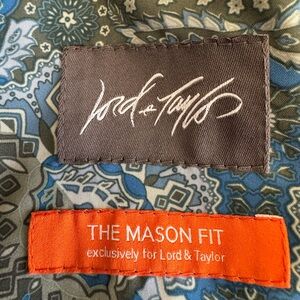 Lord & Taylor
THE MASON FIT
exclusively for Lord & Taylor